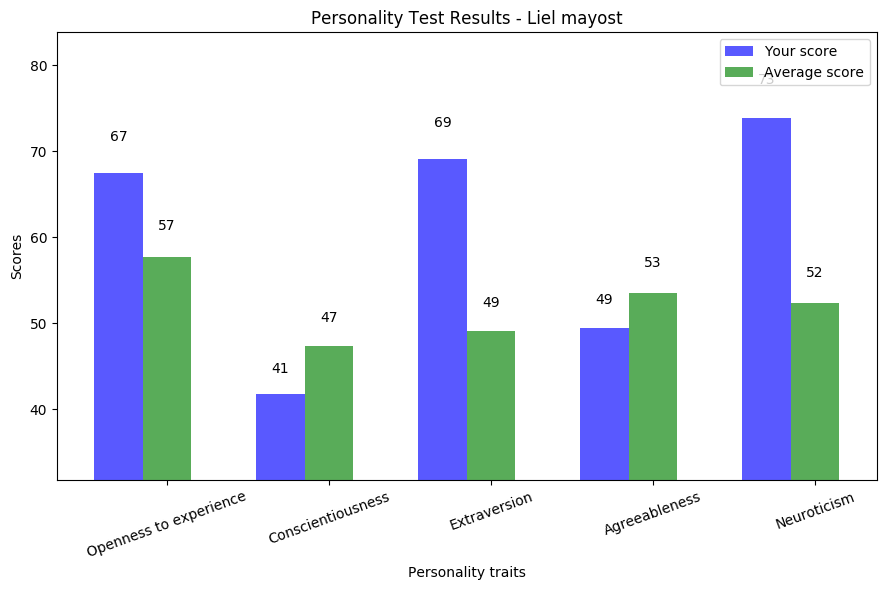 Personality Test Results - Liel mayost
Your score
Average score
Scores
80
70
60
50
40
67
57
41
47
69
49
49
53
73
52
Openness to experience
Conscientiousness
Extraversion
Agreeableness
Neuroticism
Personality traits